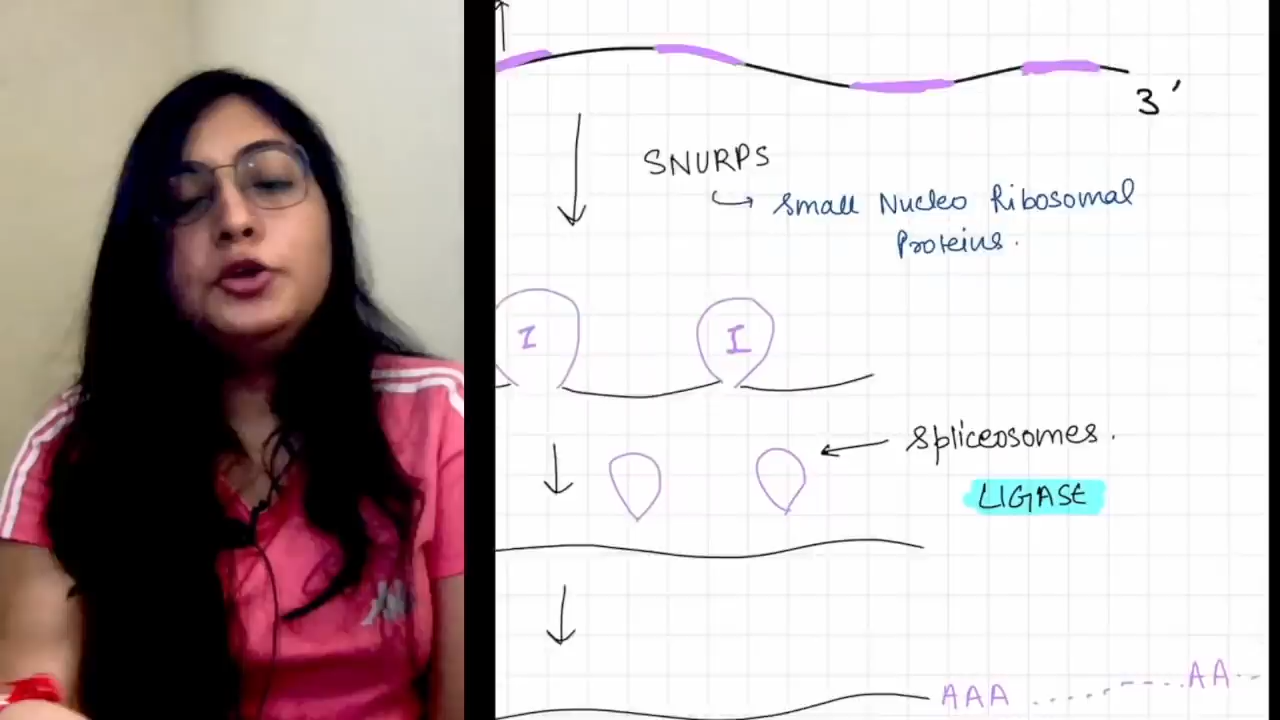 3'
SNURPS
↳ Small Nucleo Ribosomal
Proteins.
I I
Spliceosomes.
LIGASE
AAA ........ AA